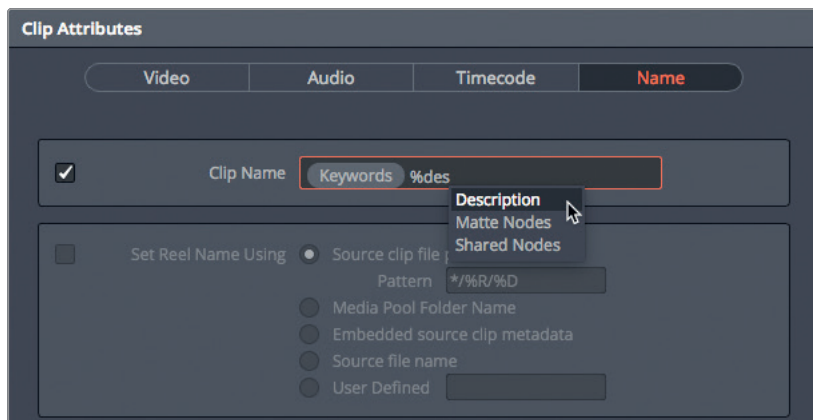 Clip Attributes
Video Audio Timecode Name
Clip Name Keywords %des
Description
Matte Nodes
Shared Nodes
Set Reel Name Using Source clip file
Pattern */%R/%D
Media Pool Folder Name
Embedded source clip metadata
Source file name
User Defined